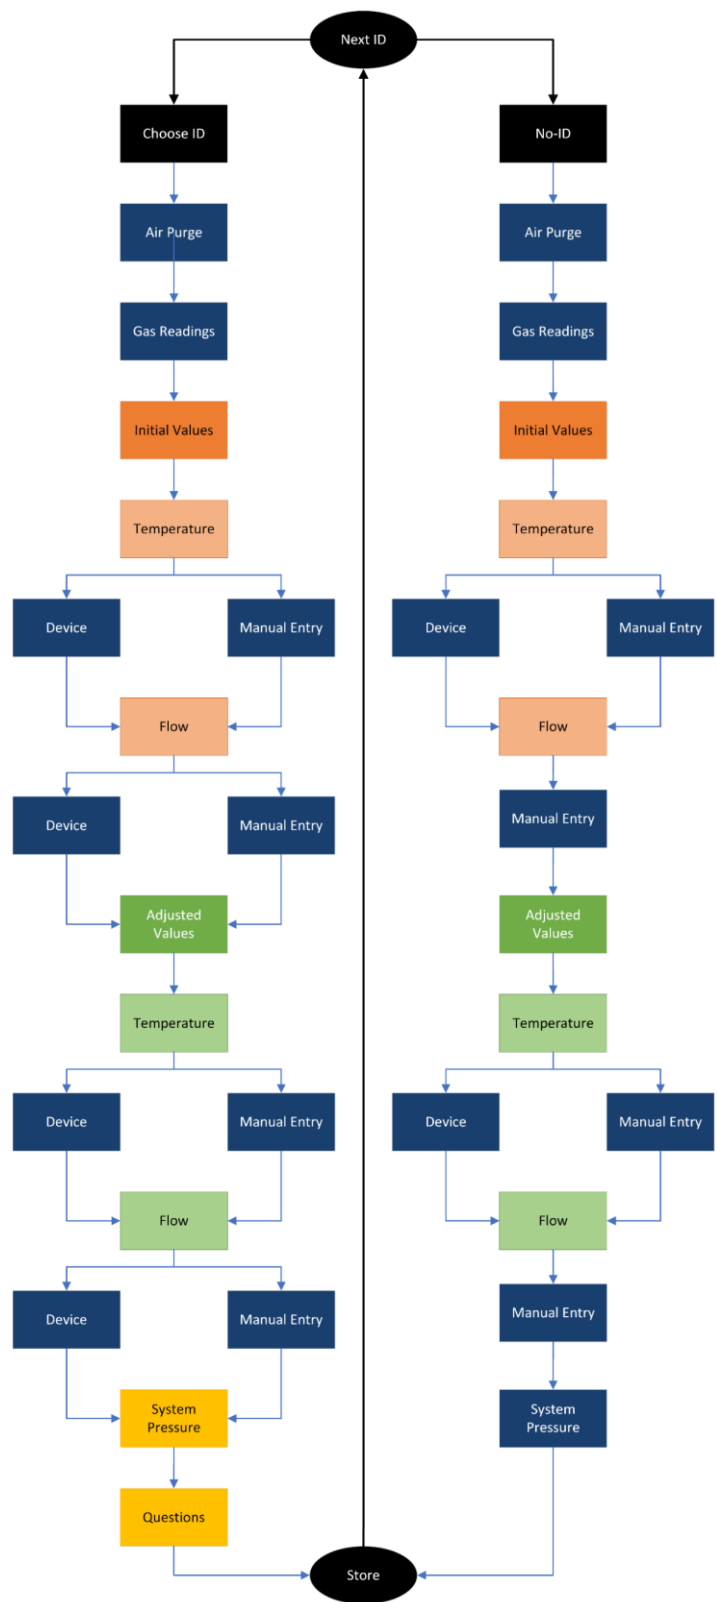 Next ID
Choose ID
No-ID
Air Purge
Air Purge
Gas Readings
Gas Readings
Initial Values
Initial Values
Temperature
Temperature
Device
Manual Entry
Device
Manual Entry
Flow
Flow
Device
Manual Entry
Manual Entry
Adjusted
Values
Adjusted
Values
Temperature
Temperature
Device
Manual Entry
Device
Manual Entry
Flow
Flow
Device
Manual Entry
Manual Entry
System
Pressure
System
Pressure
Questions
Store